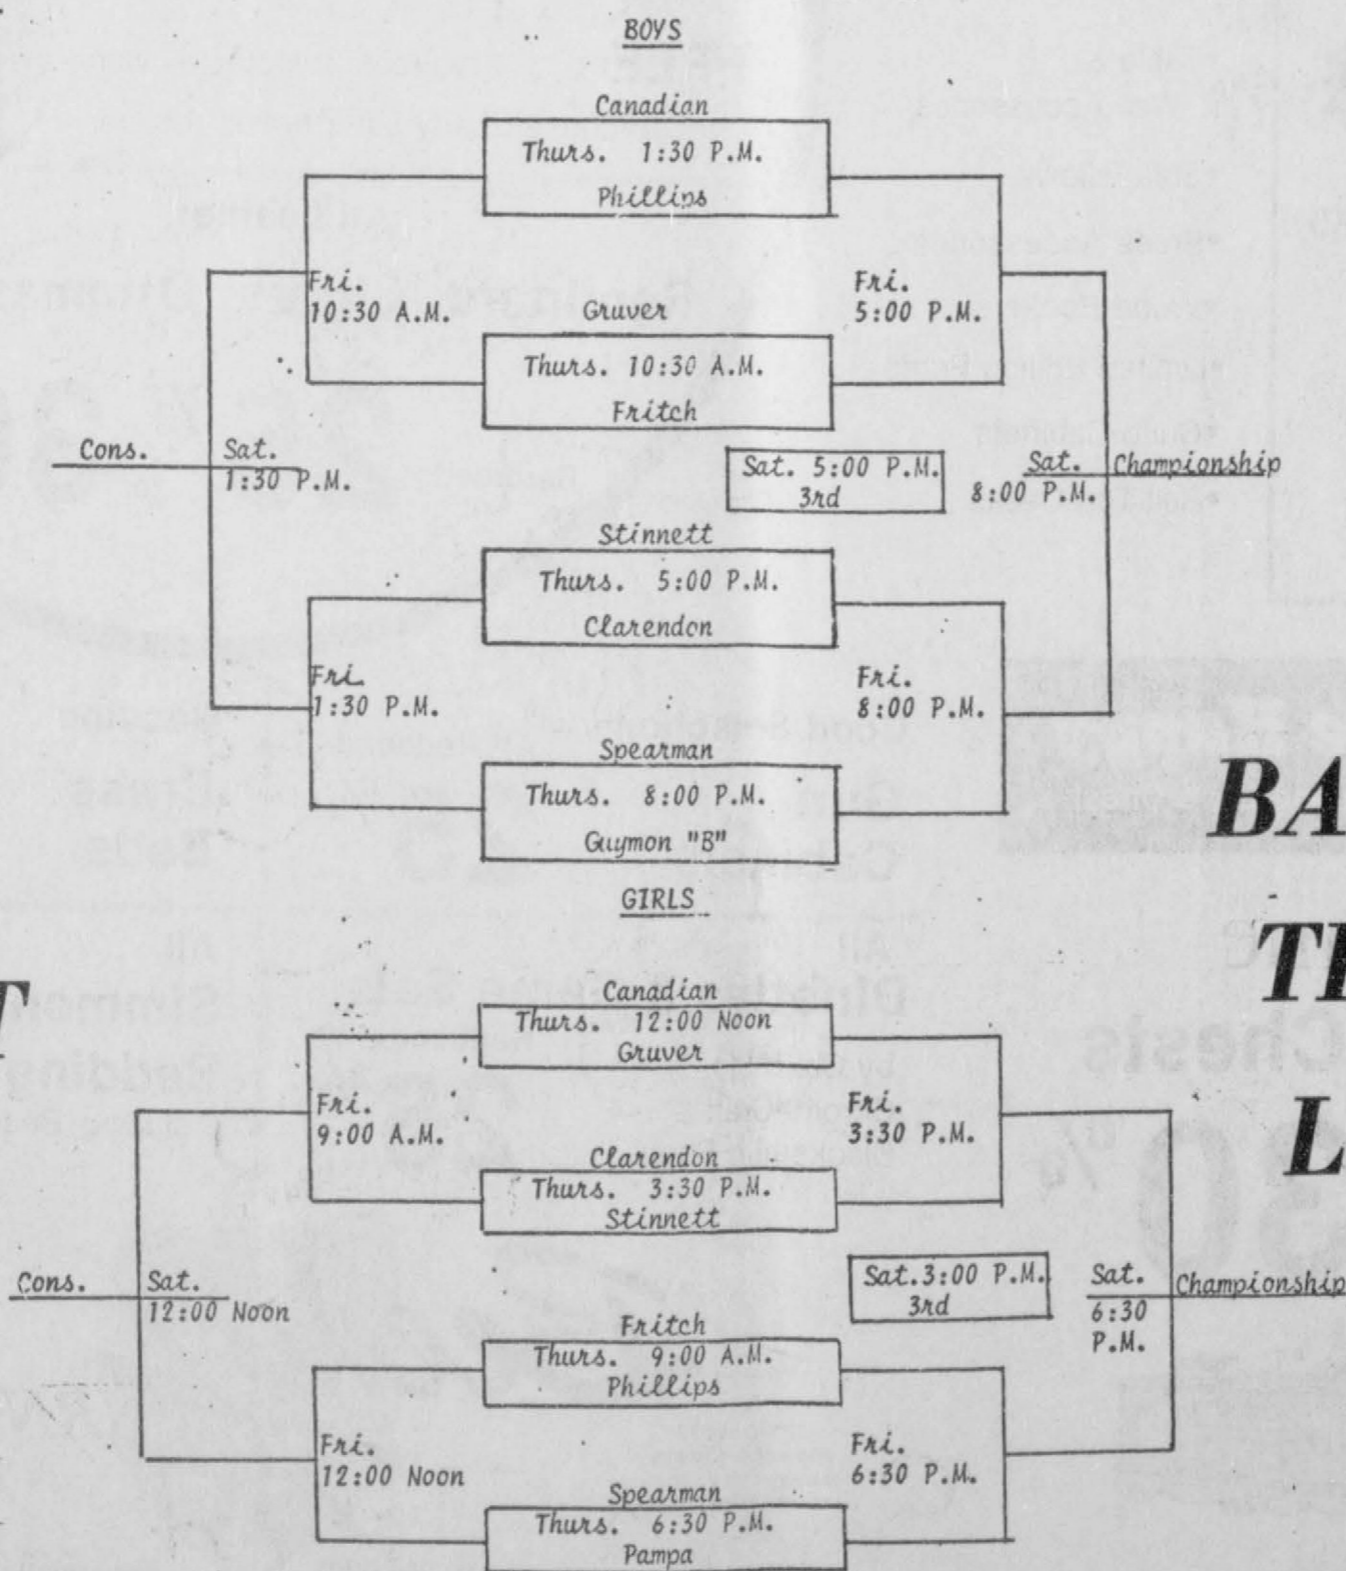 BOYS
Canadian
Thurs. 1:30 P.M.
Phillips
Fri.
10:30 A.M.
Fri.
5:00 P.M.
Gruver
Thurs. 10:30 A.M.
Fritch
Cons.
Sat.
1:30 P.M.
Sat. 5:00 P.M.
3rd
Sat.
8:00 P.M.
Championship
Stinnett
Thurs. 5:00 P.M.
Clarendon
Fri.
1:30 P.M.
Fri.
8:00 P.M.
Spearman
Thurs. 8:00 P.M.
Guymon "B"
BA
GIRLS
TI
T
L
Canadian
Thurs. 12:00 Noon
Gruver
Fri.
9:00 A.M.
Fri.
3:30 P.M.
Clarendon
Thurs. 3:30 P.M.
Stinnett
Cons.
Sat.
12:00 Noon
Sat. 3:00 P.M.
3rd
Sat.
6:30
P.M.
Championship
Fritch
Thurs. 9:00 A.M.
Phillips
Fri.
12:00 Noon
Fri.
6:30 P.M.
Spearman
Thurs. 6:30 P.M.
Pampa